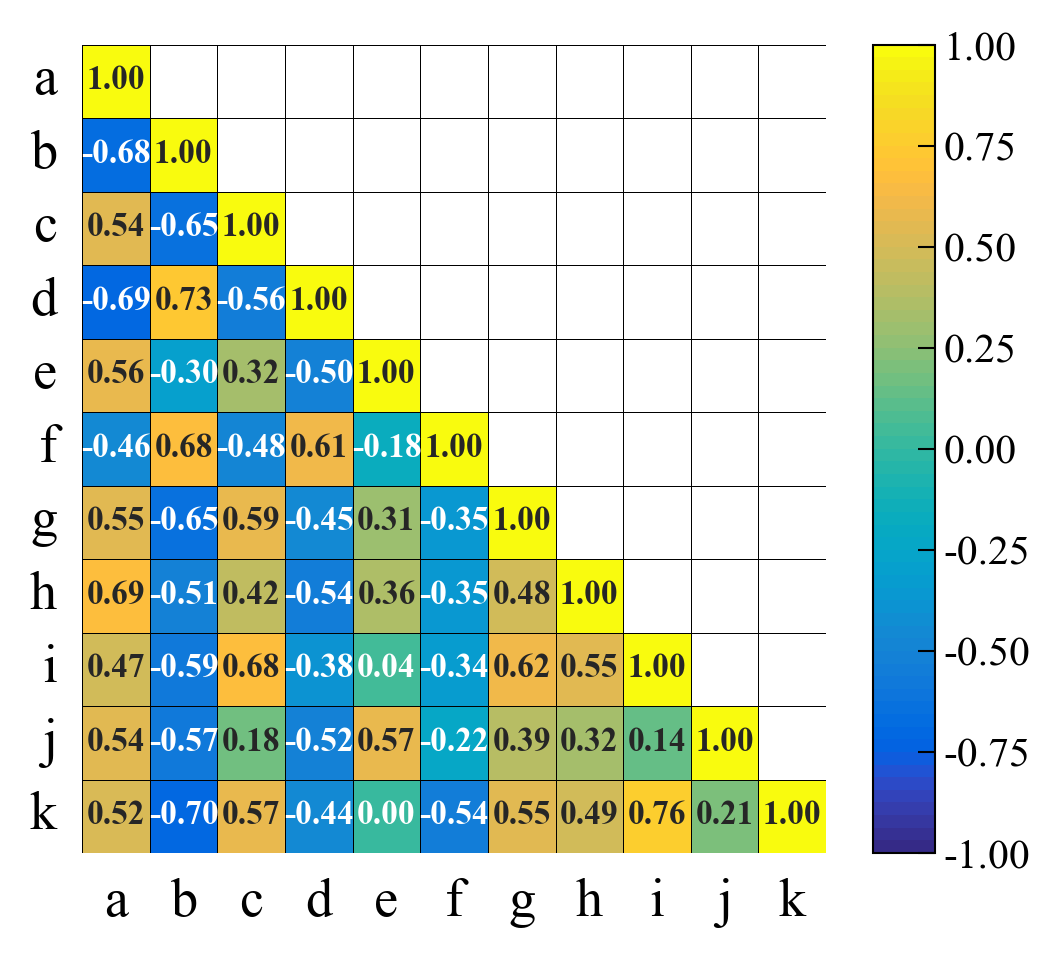 a 1.00
b -0.68 1.00
c 0.54 -0.65 1.00
d -0.69 0.73 -0.56 1.00
e 0.56 -0.30 0.32 -0.50 1.00
f -0.46 0.68 -0.48 0.61 -0.18 1.00
g 0.55 -0.65 0.59 -0.45 0.31 -0.35 1.00
h 0.69 -0.51 0.42 -0.54 0.36 -0.35 0.48 1.00
i 0.47 -0.59 0.68 -0.38 0.04 -0.34 0.62 0.55 1.00
j 0.54 -0.57 0.18 -0.52 0.57 -0.22 0.39 0.32 0.14 1.00
k 0.52 -0.70 0.57 -0.44 0.00 -0.54 0.55 0.49 0.76 0.21 1.00
a b c d e f g h i j k
1.00
0.75
0.50
0.25
0.00
-0.25
-0.50
-0.75
-1.00